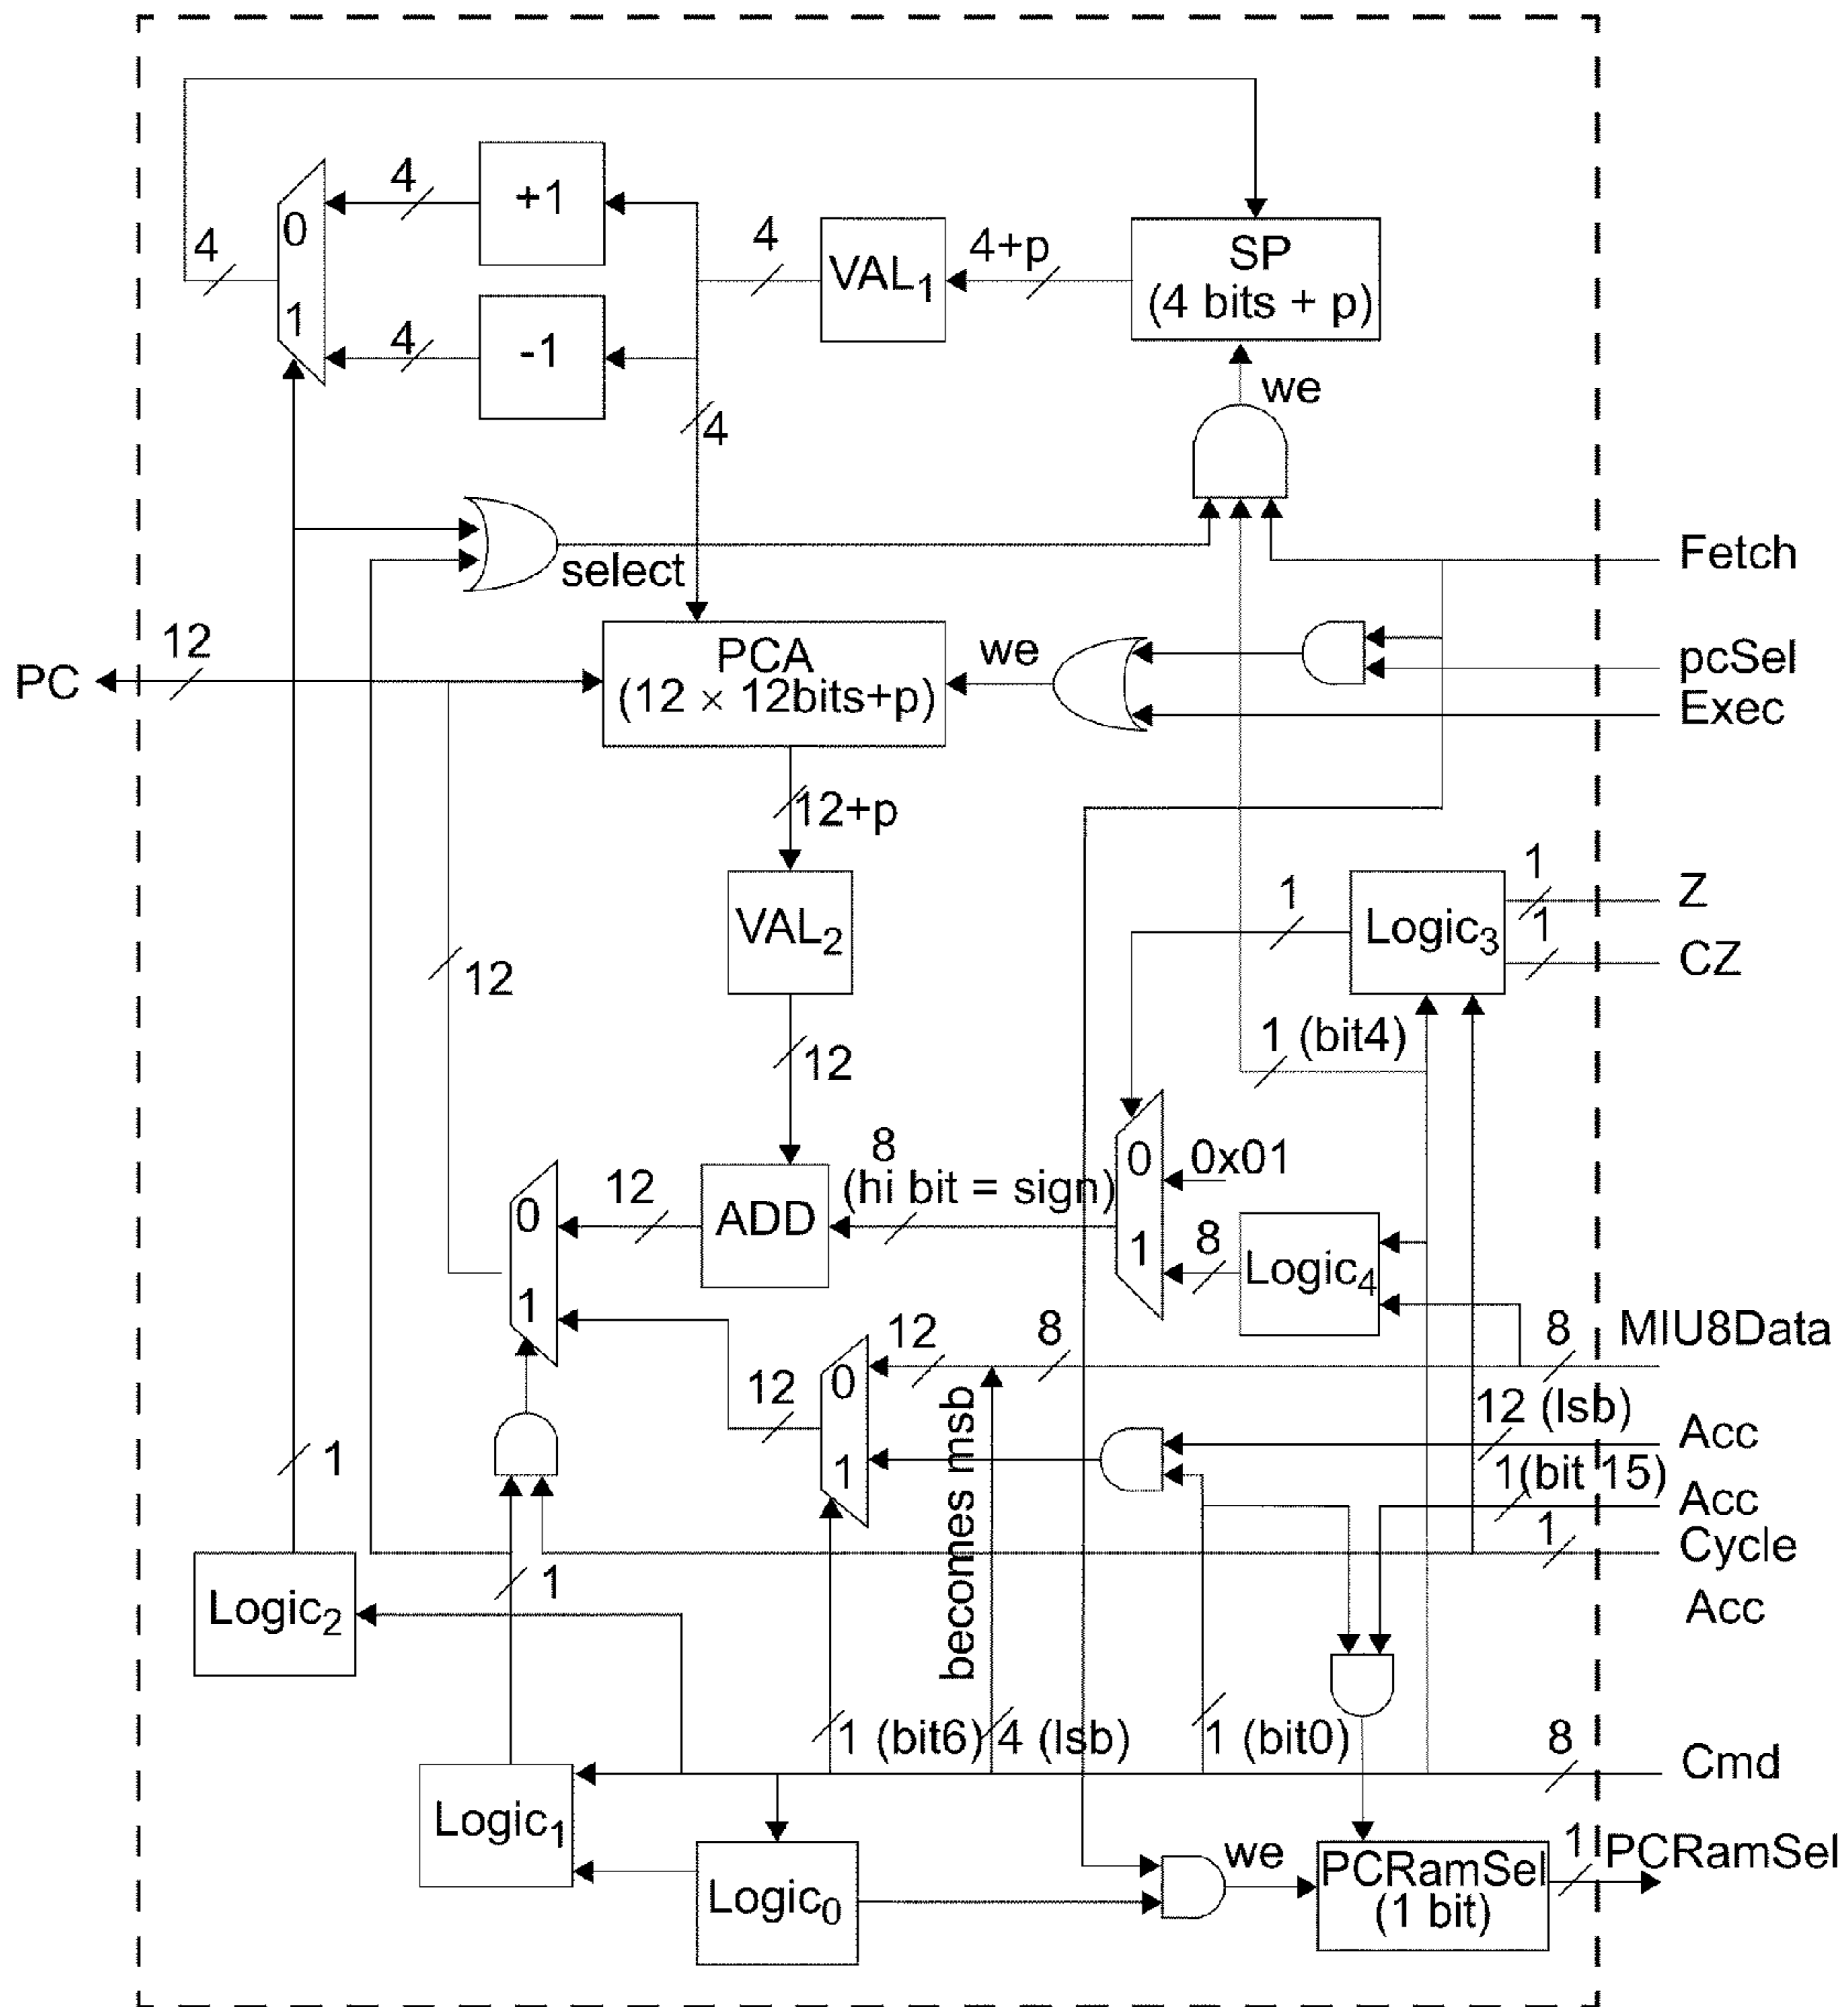 +1
4
0
4
1
4
-1
4
VAL1
4+p
SP
(4 bits + p)
we
4
select
Fetch
PC
12
PCA
(12 × 12bits+p)
we
pcSel
Exec
12+p
VAL2
12
12
1
Logic3
1
Z
1
CZ
1 (bit4)
0
1
12
ADD
8
(hi bit = sign)
0
1
0x01
8
Logic4
12
8
8
MIU8Data
0
1
12
becomes msb
12 (lsb)
Acc
1(bit 15)
Acc
1
Cycle
Acc
1
Logic2
1
1 (bit6)
4 (lsb)
1 (bit0)
8
Cmd
Logic1
Logic0
we
PCRamSel
(1 bit)
1
PCRamSel